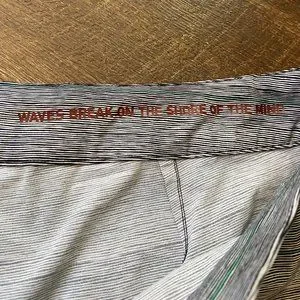 WAVES BREAK ON THE SHORE OF THE MIND